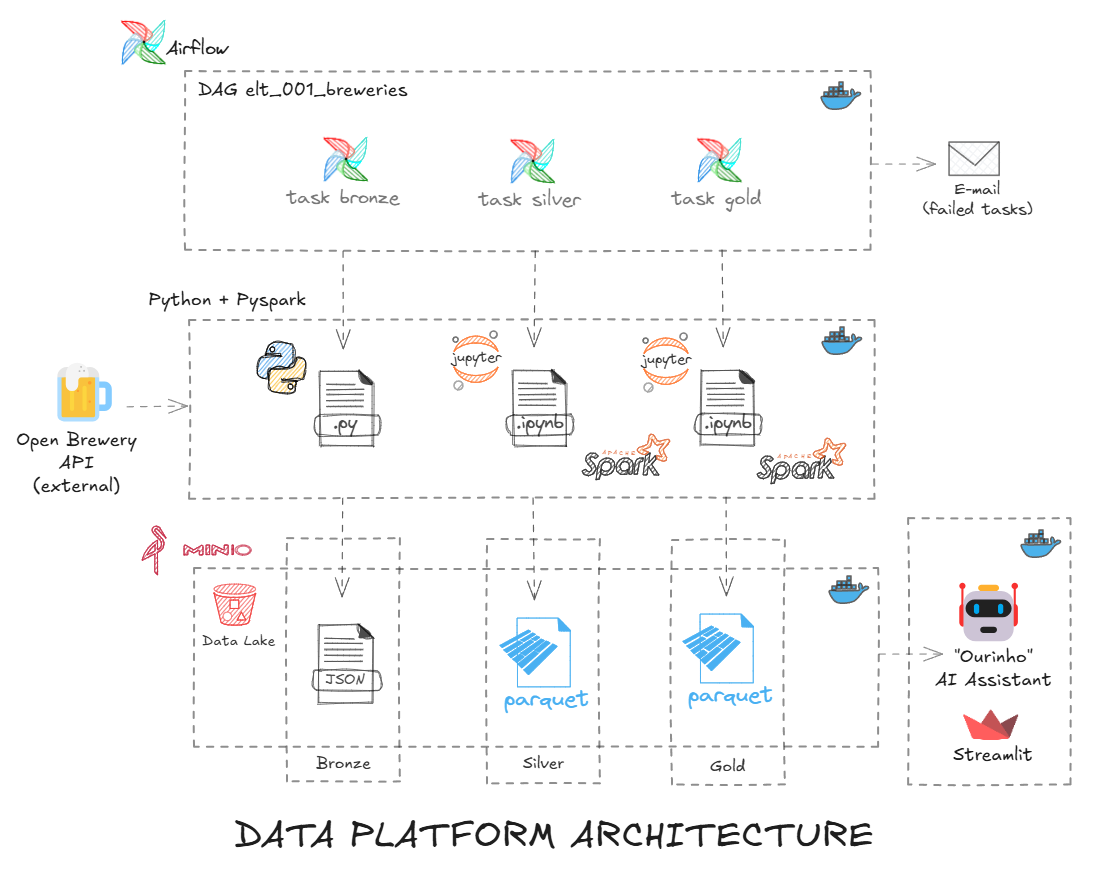 Airflow
DAG elt_001_breweries
task bronze
task silver
task gold
E-mail
(failed tasks)
Python + Pyspark
jupyter
jupyter
.py
.ipynb
.ipynb
APACHE
Spark
APACHE
Spark
Open Brewery
API
(external)
MINIO
Data Lake
JSON
parquet
parquet
"Ourinho"
AI Assistant
Streamlit
Bronze
Silver
Gold
DATA PLATFORM ARCHITECTURE